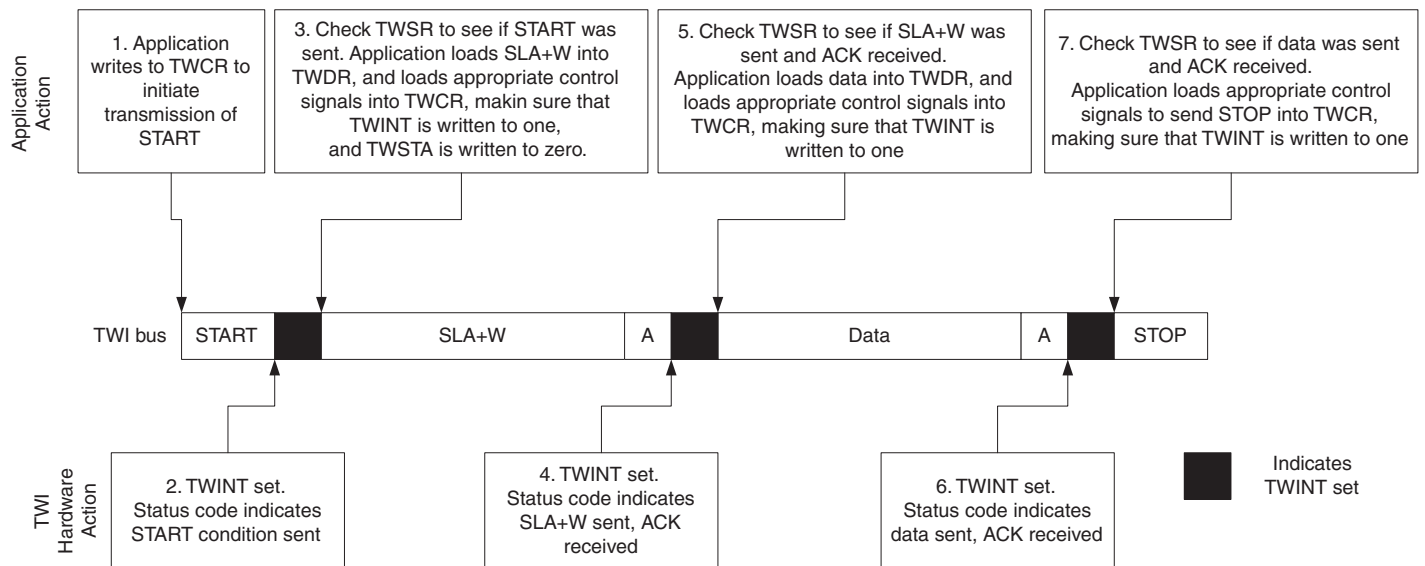 Application
Action
1. Application
writes to TWCR to
initiate
transmission of
START
3. Check TWSR to see if START was
sent. Application loads SLA+W into
TWDR, and loads appropriate control
signals into TWCR, makin sure that
TWINT is written to one,
and TWSTA is written to zero.
5. Check TWSR to see if SLA+W was
sent and ACK received.
Application loads data into TWDR, and
loads appropriate control signals into
TWCR, making sure that TWINT is
written to one
7. Check TWSR to see if data was sent
and ACK received.
Application loads appropriate control
signals to send STOP into TWCR,
making sure that TWINT is written to one
TWI bus
START
SLA+W
A
Data
A
STOP
TWI
Hardware
Action
2. TWINT set.
Status code indicates
START condition sent
4. TWINT set.
Status code indicates
SLA+W sent, ACK
received
6. TWINT set.
Status code indicates
data sent, ACK received
Indicates
TWINT set